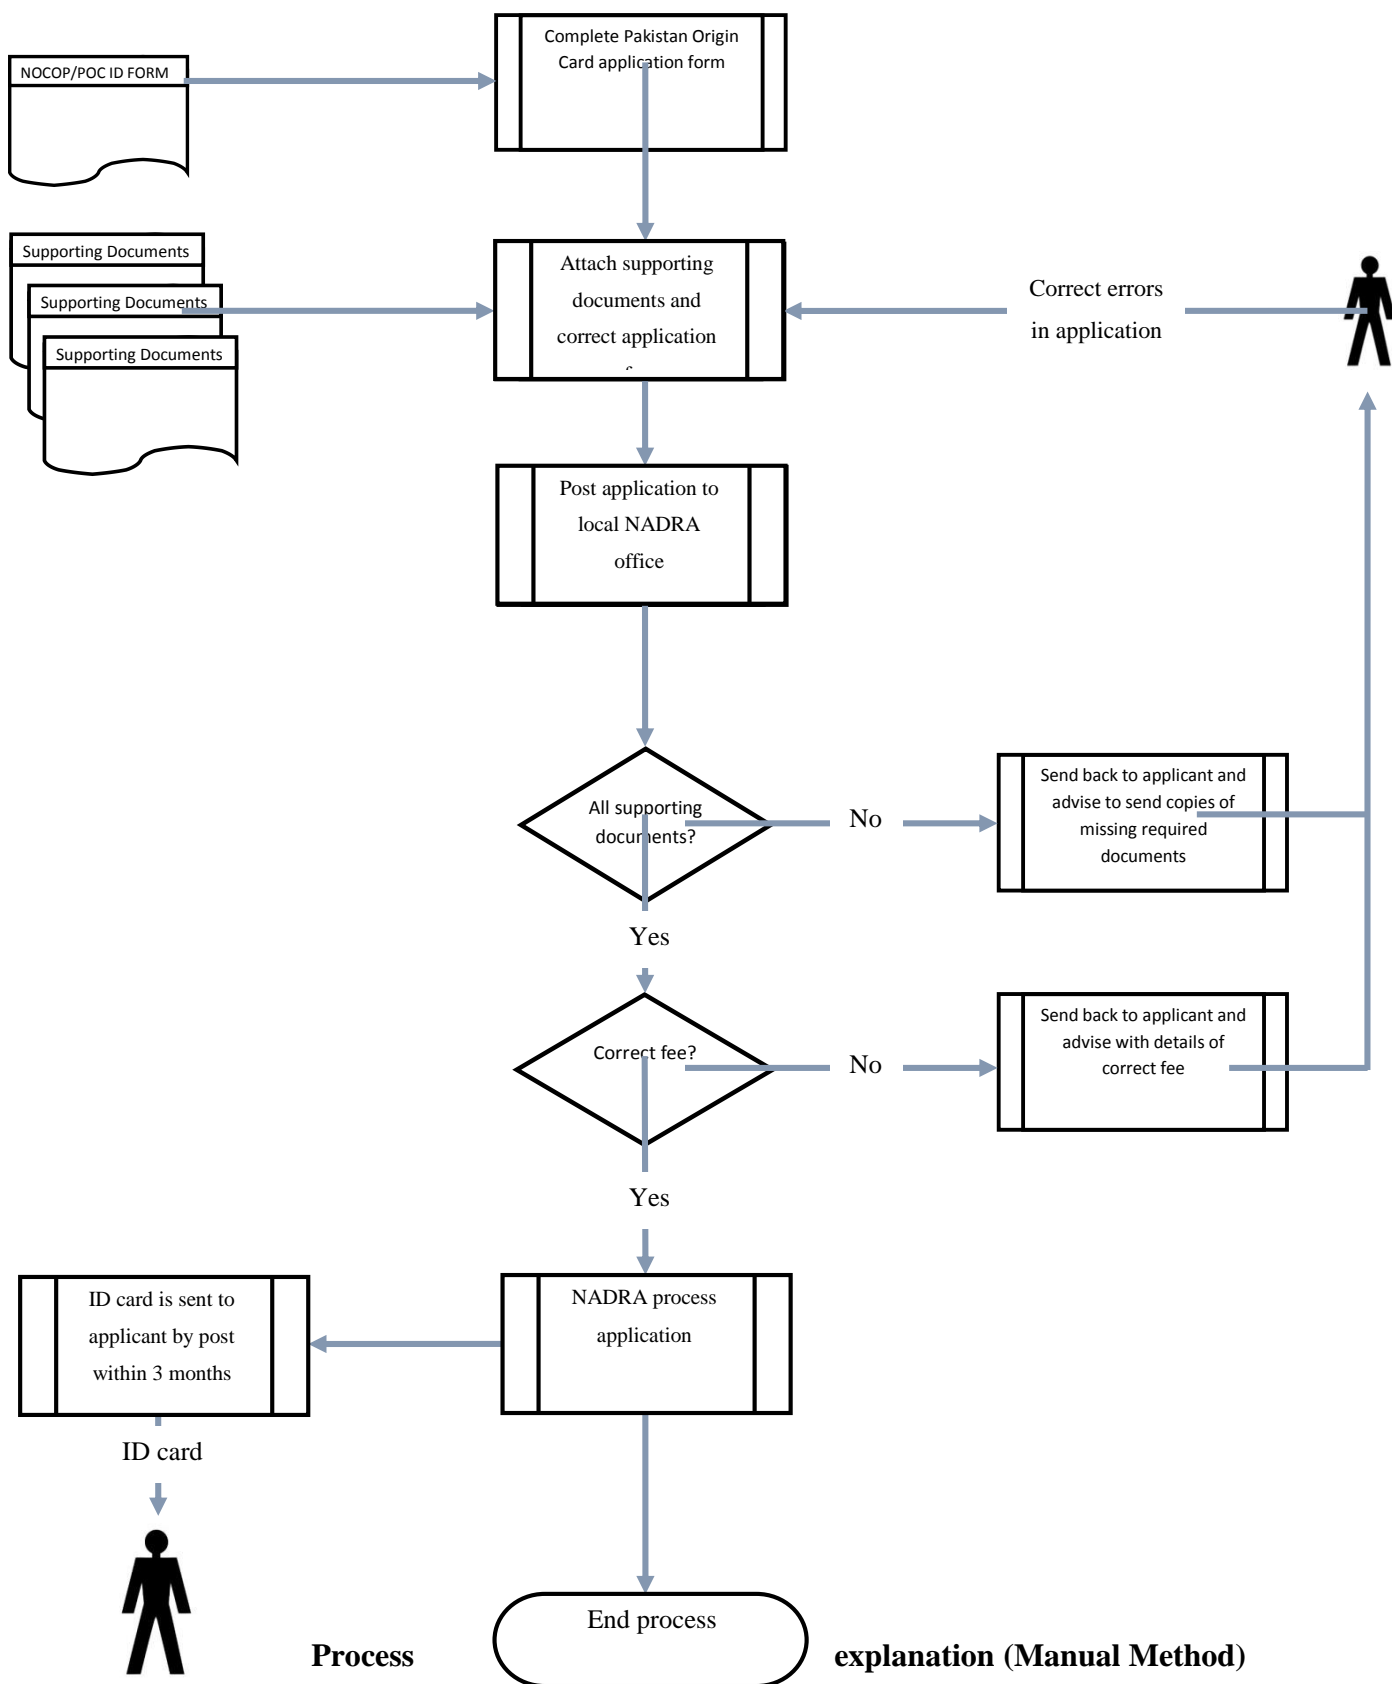 Complete Pakistan Origin
Card application form
NOCOP/POC ID FORM
Supporting Documents
Supporting Documents
Supporting Documents
Attach supporting
documents and
correct application
Correct errors
in application
Post application to
local NADRA
office
All supporting
documents?
No
Send back to applicant and
advise to send copies of
missing required
documents
Yes
Correct fee?
No
Send back to applicant and
advise with details of
correct fee
Yes
ID card is sent to
applicant by post
within 3 months
NADRA process
application
ID card
End process
Process explanation (Manual Method)